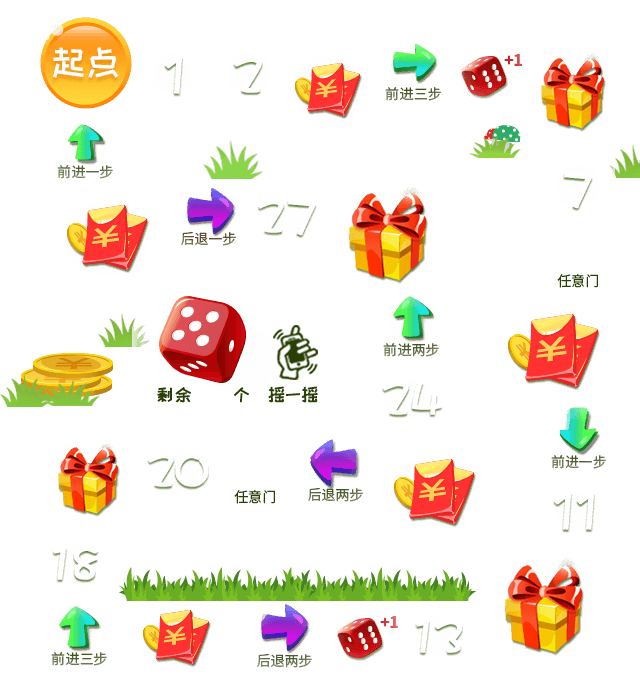 起点
1
2
前进三步
+1
前进一步
7
后退一步
27
任意门
前进两步
剩余 个 摇一摇
24
前进一步
20
任意门
后退两步
11
18
前进三步
后退两步
+1
13